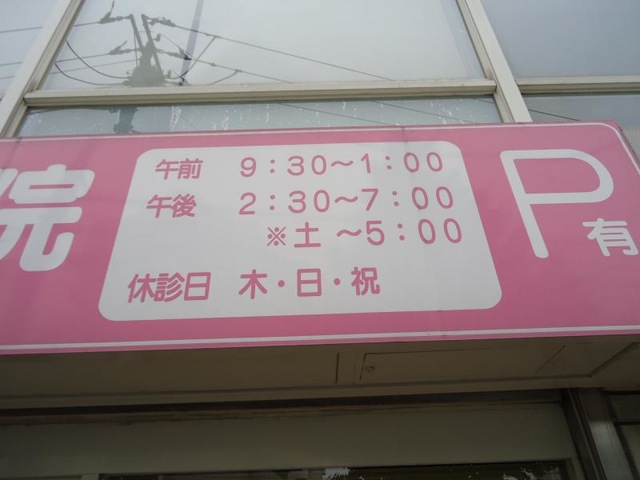 院
午前 9:30〜1:00
午後 2:30〜7:00
※土 〜5:00
休診日 木・日・祝
P有